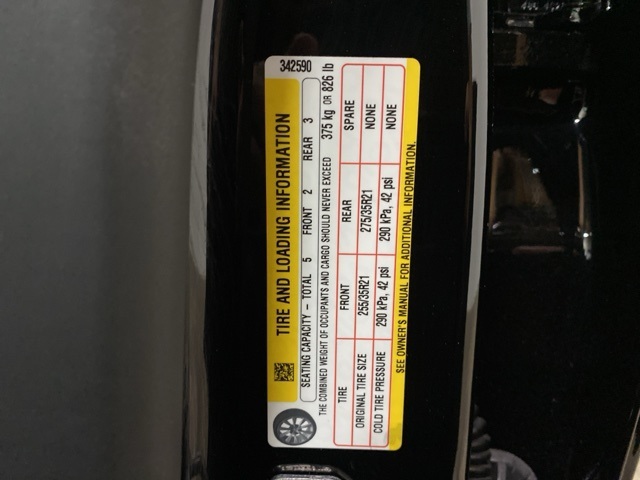 342590
TIRE AND LOADING INFORMATION
SEATING CAPACITY – TOTAL 5 FRONT 2 REAR 3
THE COMBINED WEIGHT OF OCCUPANTS AND CARGO SHOULD NEVER EXCEED 375 kg OR 826 lb
TIRE FRONT REAR SPARE
ORIGINAL TIRE SIZE 255/35R21 275/35R21 NONE
COLD TIRE PRESSURE 290 kPa, 42 psi 290 kPa, 42 psi NONE
SEE OWNER'S MANUAL FOR ADDITIONAL INFORMATION.